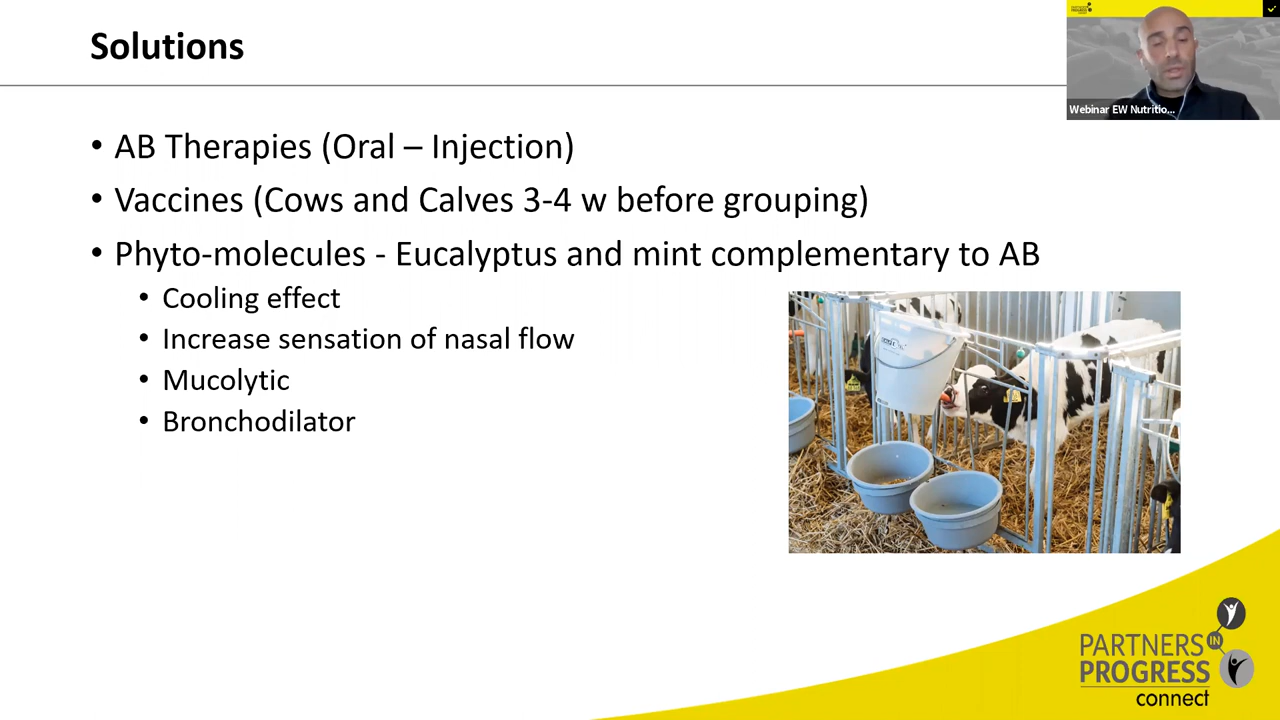 Solutions
Webinar EW Nutritio...
• AB Therapies (Oral – Injection)
• Vaccines (Cows and Calves 3-4 w before grouping)
• Phyto-molecules - Eucalyptus and mint complementary to AB
• Cooling effect
• Increase sensation of nasal flow
• Mucolytic
• Bronchodilator
PARTNERS
IN
PROGRESS
connect